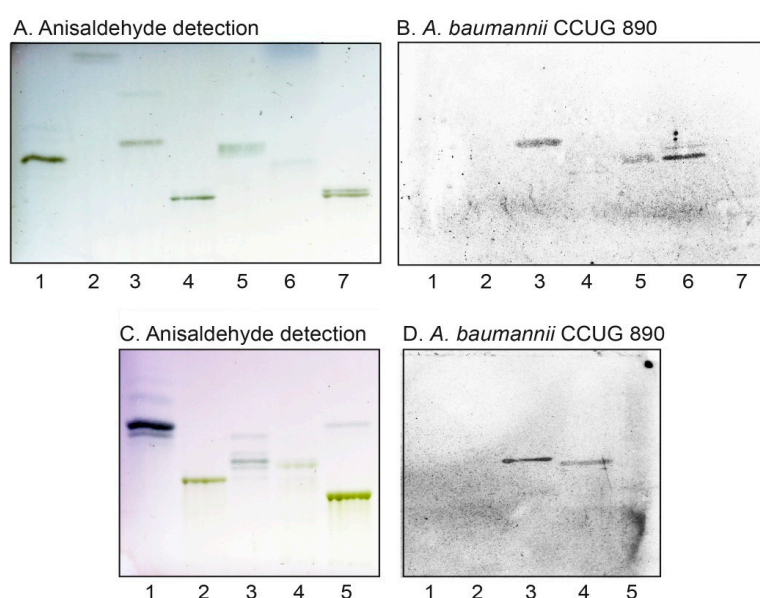 A. Anisaldehyde detection
B. A. baumannii CCUG 890
1 2 3 4 5 6 7
1 2 3 4 5 6 7
C. Anisaldehyde detection
D. A. baumannii CCUG 890
1 2 3 4 5
1 2 3 4 5